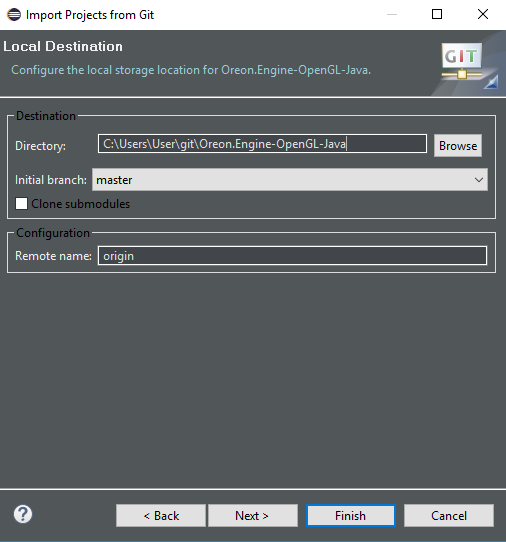 Import Projects from Git
Local Destination
Configure the local storage location for Oreon.Engine-OpenGL-Java.
GIT
Destination
Directory: C:\Users\User\git\Oreon.Engine-OpenGL-Java Browse
Initial branch: master
Clone submodules
Configuration
Remote name: origin
? < Back Next > Finish Cancel